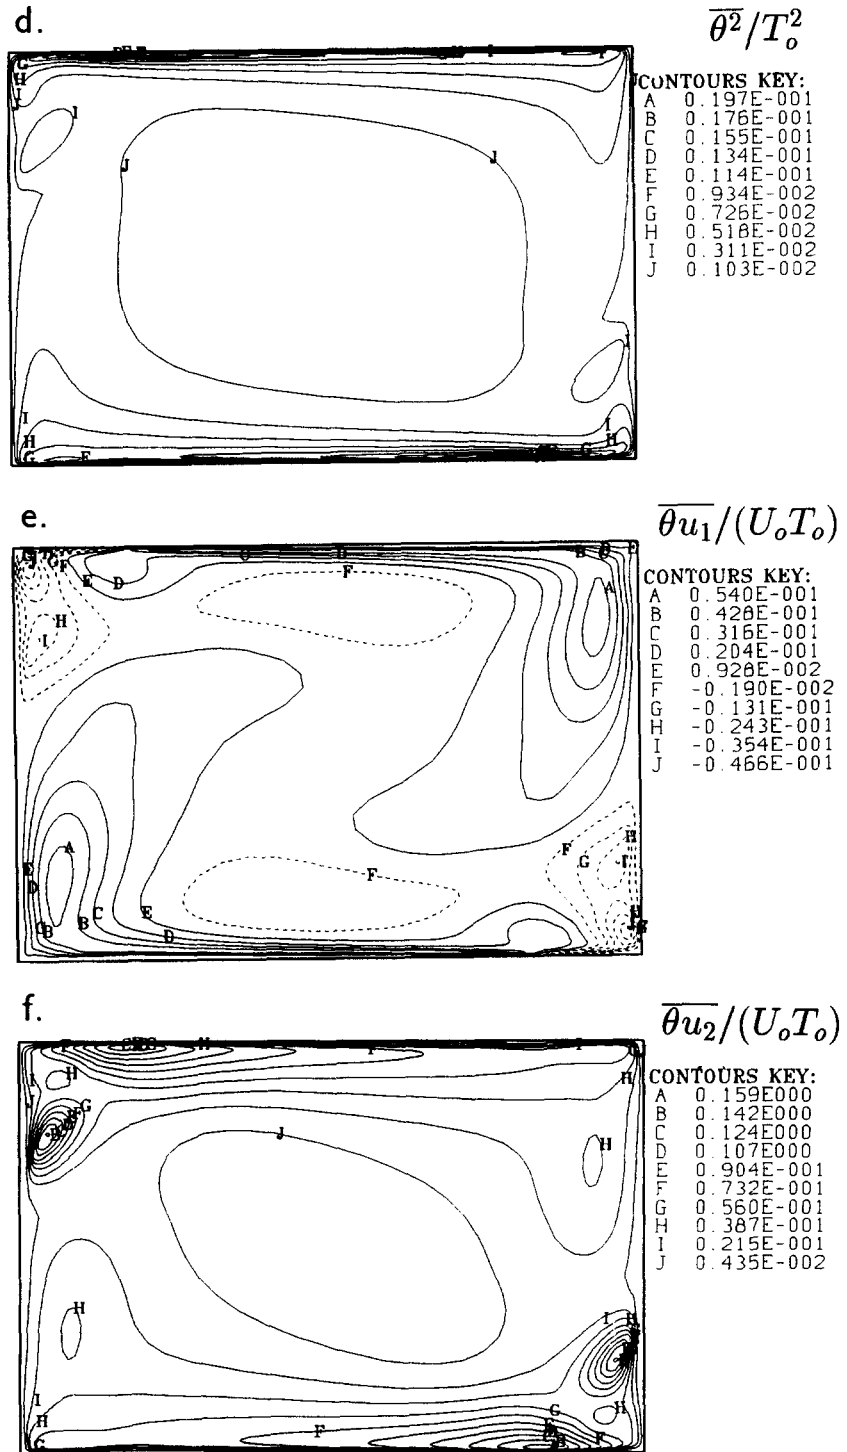 d.
θ²/T_o²
CONTOURS KEY:
A 0.197E-001
B 0.176E-001
C 0.155E-001
D 0.134E-001
E 0.114E-001
F 0.934E-002
G 0.726E-002
H 0.518E-002
I 0.311E-002
J 0.103E-002
G
H
I
J
I
J
J
I
I
H
G
F
I
H
G
e.
θu₁/(U_oT_o)
CONTOURS KEY:
A 0.540E-001
B 0.428E-001
C 0.316E-001
D 0.204E-001
E 0.928E-002
F -0.190E-002
G -0.131E-001
H -0.243E-001
I -0.354E-001
J -0.466E-001
G F
E D
F
B
A
H
I
A
E
D
B
B
C
E
D
F
F
G
H
I
f.
θu₂/(U_oT_o)
CONTOURS KEY:
A 0.159E000
B 0.142E000
C 0.124E000
D 0.107E000
E 0.904E-001
F 0.732E-001
G 0.560E-001
H 0.387E-001
I 0.215E-001
J 0.435E-002
H
I
I
H
H
G
J
H
H
I
H
I
H
G
F
G
H
F